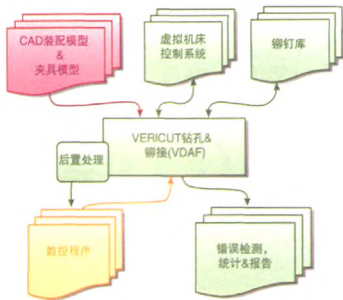 CAD装配模型
&
夹具模型
虚拟机床
控制系统
铆钉库
VERICUT钻孔&
铆接(VDAF)
后置处理
数控程序
错误检测,
统计&报告